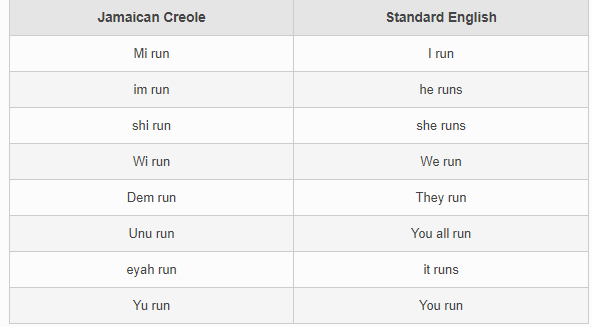 Jamaican Creole Standard English
Mi run I run
im run he runs
shi run she runs
Wi run We run
Dem run They run
Unu run You all run
eyah run it runs
Yu run You run